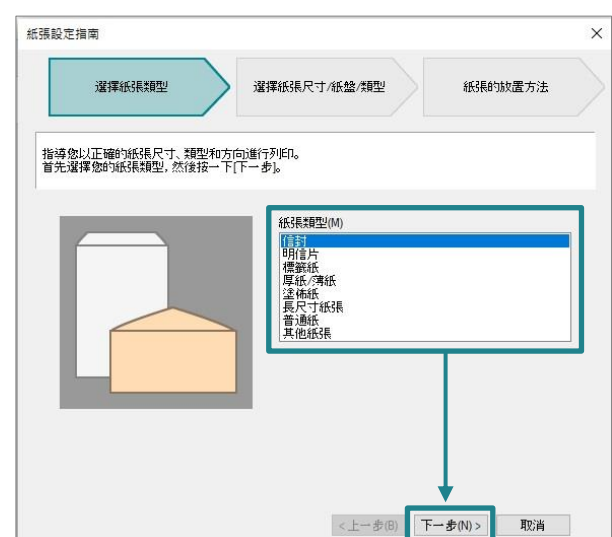 紙張設定指南
選擇紙張類型
選擇紙張尺寸/紙盤/類型
紙張的放置方法
指導您以正確的紙張尺寸、類型和方向進行列印。
首先選擇您的紙張類型, 然後按一下[下一步]。
紙張類型(M)
信封
明信片
標籤紙
厚紙/薄紙
塗佈紙
長尺寸紙張
普通紙
其他紙張
<上一步(B)
下一步(N) >
取消